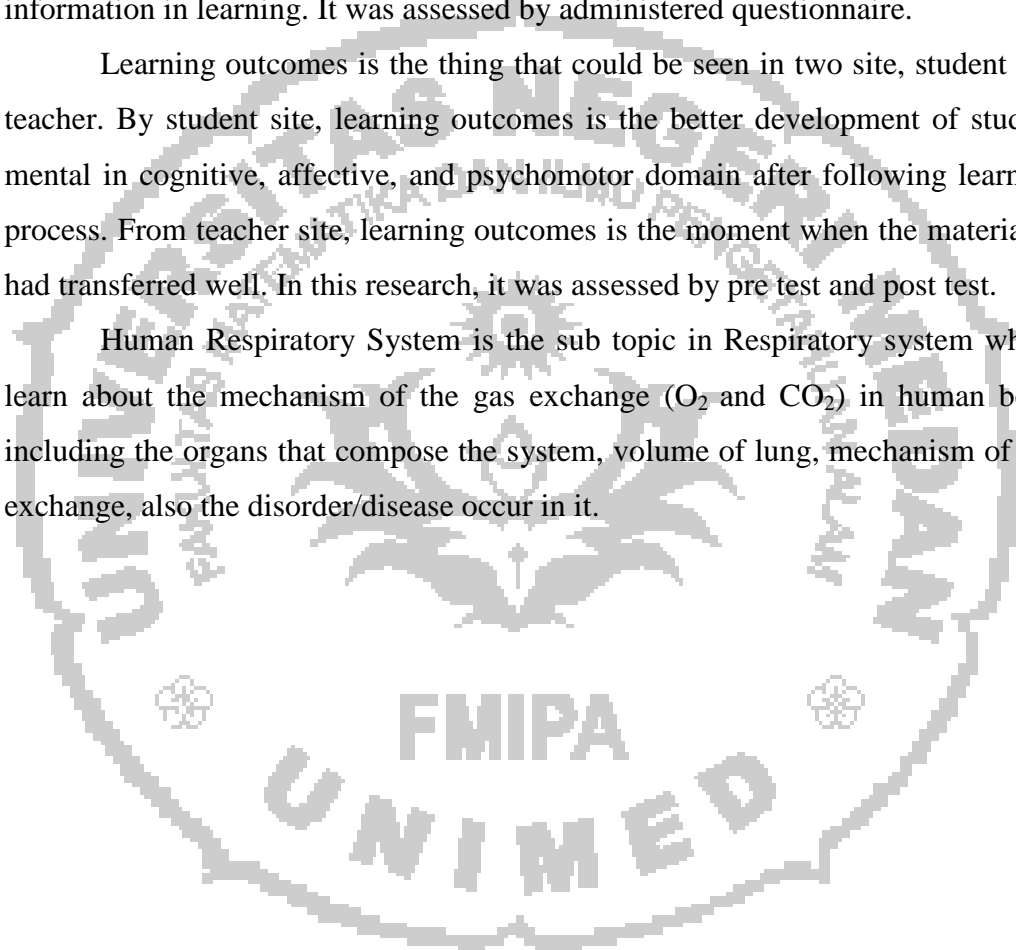 information in learning. It was assessed by administered questionnaire.
Learning outcomes is the thing that could be seen in two site, student
teacher. By student site, learning outcomes is the better development of stud
mental in cognitive, affective, and psychomotor domain after following learn
process. From teacher site, learning outcomes is the moment when the materia
had transferred well. In this research, it was assessed by pre test and post test.
Human Respiratory System is the sub topic in Respiratory system wh
learn about the mechanism of the gas exchange (O₂ and CO₂) in human b
including the organs that compose the system, volume of lung, mechanism of
exchange, also the disorder/disease occur in it.
UNIVERSITAS NEGERI MEDAN
FMIPA
UNIMED